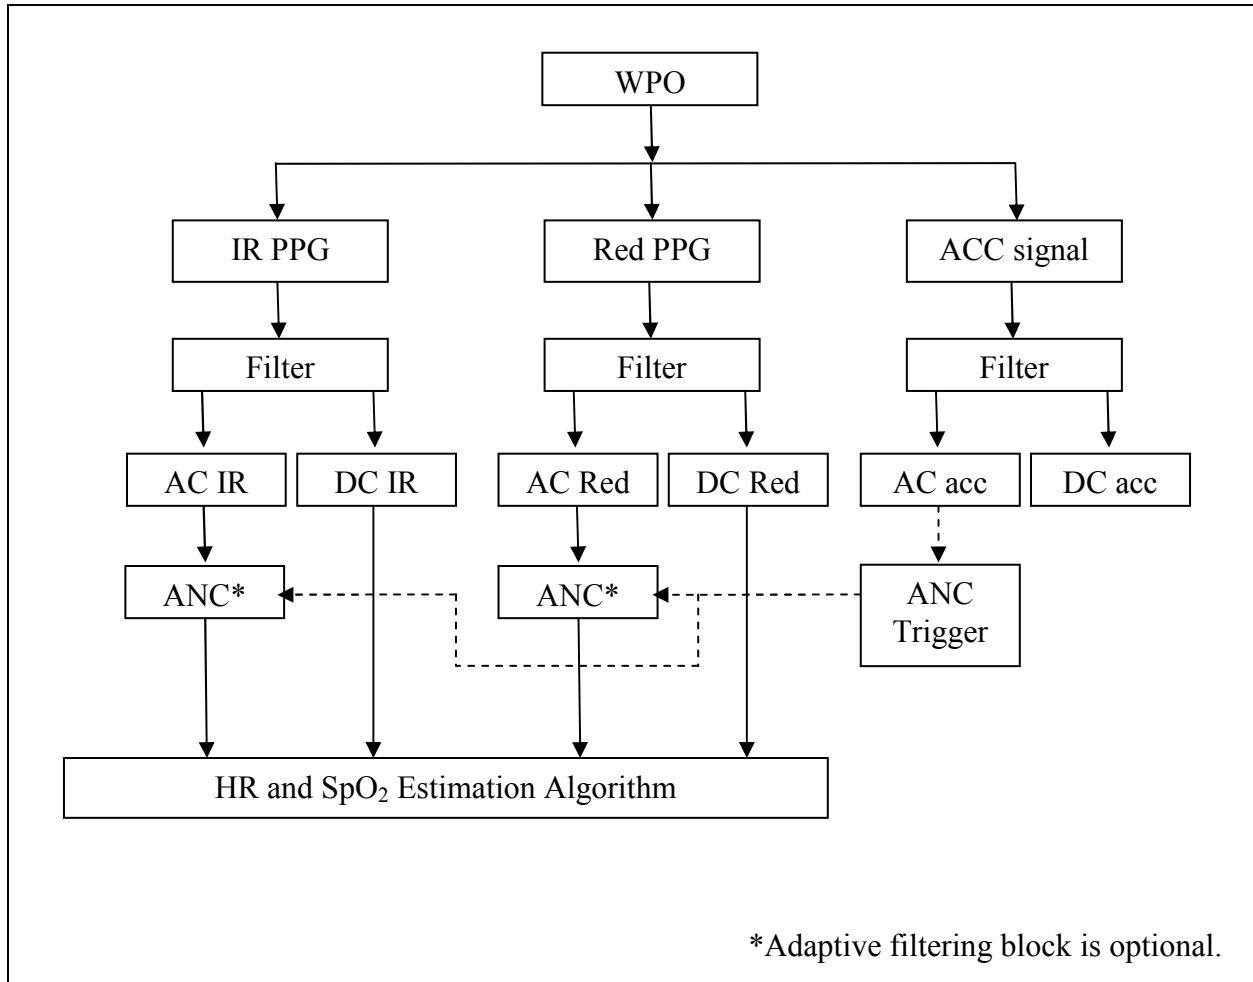 WPO
IR PPG
Red PPG
ACC signal
Filter
Filter
Filter
AC IR
DC IR
AC Red
DC Red
AC acc
DC acc
ANC*
ANC*
ANC
Trigger
HR and SpO₂ Estimation Algorithm
*Adaptive filtering block is optional.